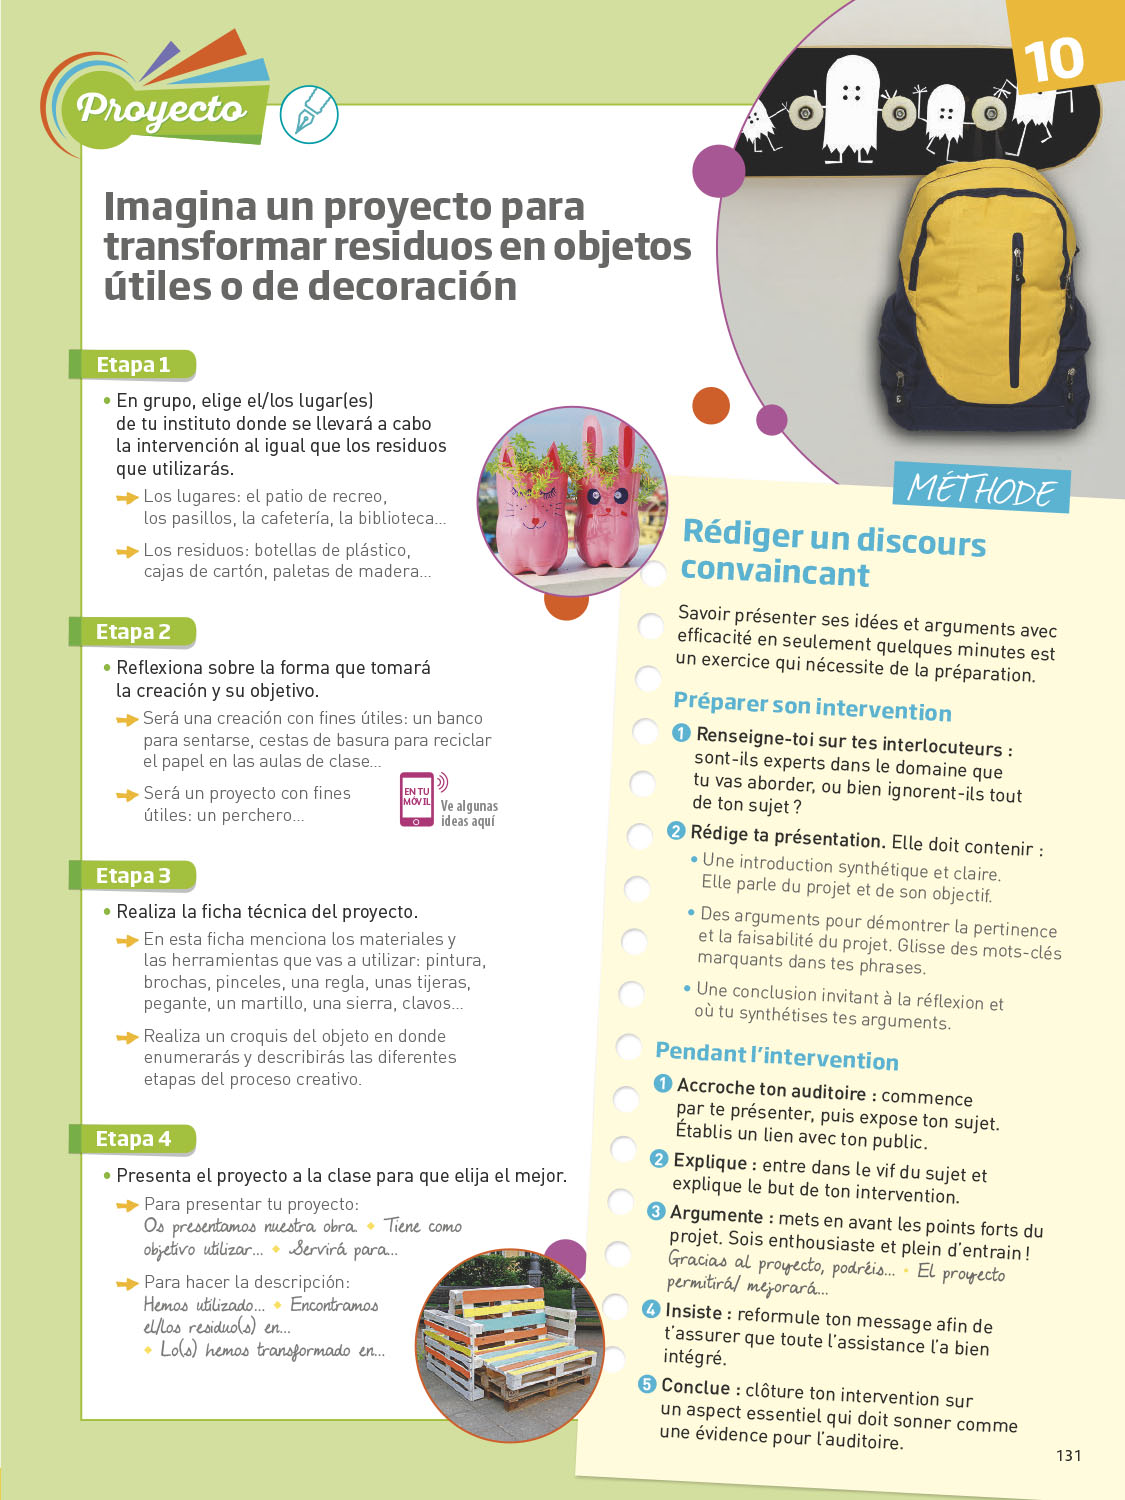 Proyecto
10
Imagina un proyecto para
transformar residuos en objetos
útiles o de decoración
Etapa 1
• En grupo, elige el/los lugar(es)
de tu instituto donde se llevará a cabo
la intervención al igual que los residuos
que utilizarás.
Los lugares: el patio de recreo,
los pasillos, la cafetería, la biblioteca...
Los residuos: botellas de plástico,
cajas de cartón, paletas de madera...
Etapa 2
• Reflexiona sobre la forma que tomará
la creación y su objetivo.
Será una creación con fines útiles: un banco
para sentarse, cestas de basura para reciclar
el papel en las aulas de clase...
Será un proyecto con fines
útiles: un perchero...
EN TU
MÓVIL
Ve algunas
ideas aquí
Etapa 3
• Realiza la ficha técnica del proyecto.
En esta ficha menciona los materiales y
las herramientas que vas a utilizar: pintura,
brochas, pinceles, una regla, unas tijeras,
pegante, un martillo, una sierra, clavos...
Realiza un croquis del objeto en donde
enumerarás y describirás las diferentes
etapas del proceso creativo.
Etapa 4
• Presenta el proyecto a la clase para que elija el mejor.
Para presentar tu proyecto:
Os presentamos nuestra obra. ◆ Tiene como
objetivo utilizar... ◆ Servirá para...
Para hacer la descripción:
Hemos utilizado... ◆ Encontramos
el/los residuo(s) en...
◆ Lo(s) hemos transformado en...
MÉTHODE
Rédiger un discours
convaincant
Savoir présenter ses idées et arguments avec
efficacité en seulement quelques minutes est
un exercice qui nécessite de la préparation.
Préparer son intervention
1 Renseigne-toi sur tes interlocuteurs :
sont-ils experts dans le domaine que
tu vas aborder, ou bien ignorent-ils tout
de ton sujet ?
2 Rédige ta présentation. Elle doit contenir :
• Une introduction synthétique et claire.
Elle parle du projet et de son objectif.
• Des arguments pour démontrer la pertinence
et la faisabilité du projet. Glisse des mots-clés
marquants dans tes phrases.
• Une conclusion invitant à la réflexion et
où tu synthétises tes arguments.
Pendant l'intervention
1 Accroche ton auditoire : commence
par te présenter, puis expose ton sujet.
Établis un lien avec ton public.
2 Explique : entre dans le vif du sujet et
explique le but de ton intervention.
3 Argumente : mets en avant les points forts du
projet. Sois enthousiaste et plein d'entrain !
Gracias al proyecto, podréis... ◆ El proyecto
permitirá/ mejorará...
4 Insiste : reformule ton message afin de
t'assurer que toute l'assistance l'a bien
intégré.
5 Conclue : clôture ton intervention sur
un aspect essentiel qui doit sonner comme
une évidence pour l'auditoire.
131